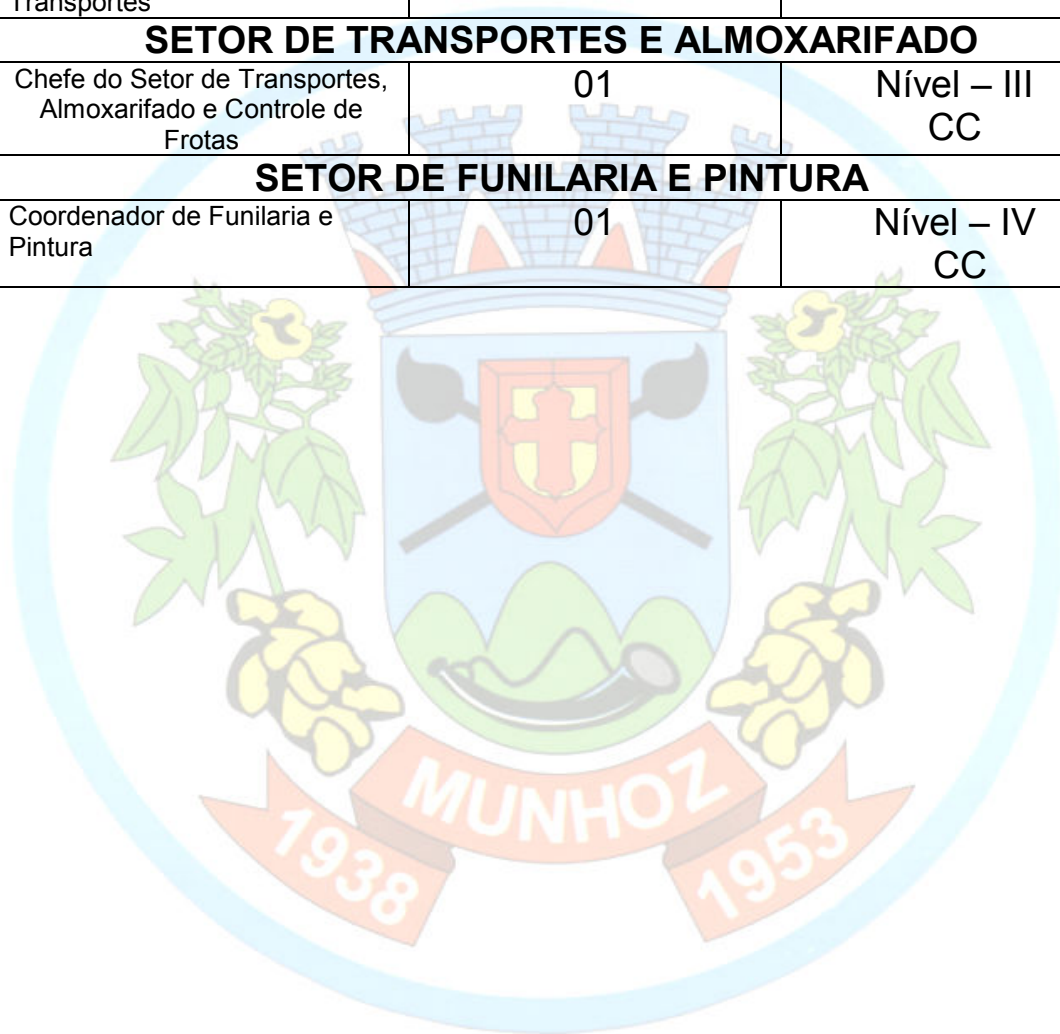 Transportes
SETOR DE TRANSPORTES E ALMOXARIFADO
Chefe do Setor de Transportes,
Almoxarifado e Controle de
Frotas
01
Nível – III
CC
SETOR DE FUNILARIA E PINTURA
Coordenador de Funilaria e
Pintura
01
Nível – IV
CC
MUNHOZ
1938
1953